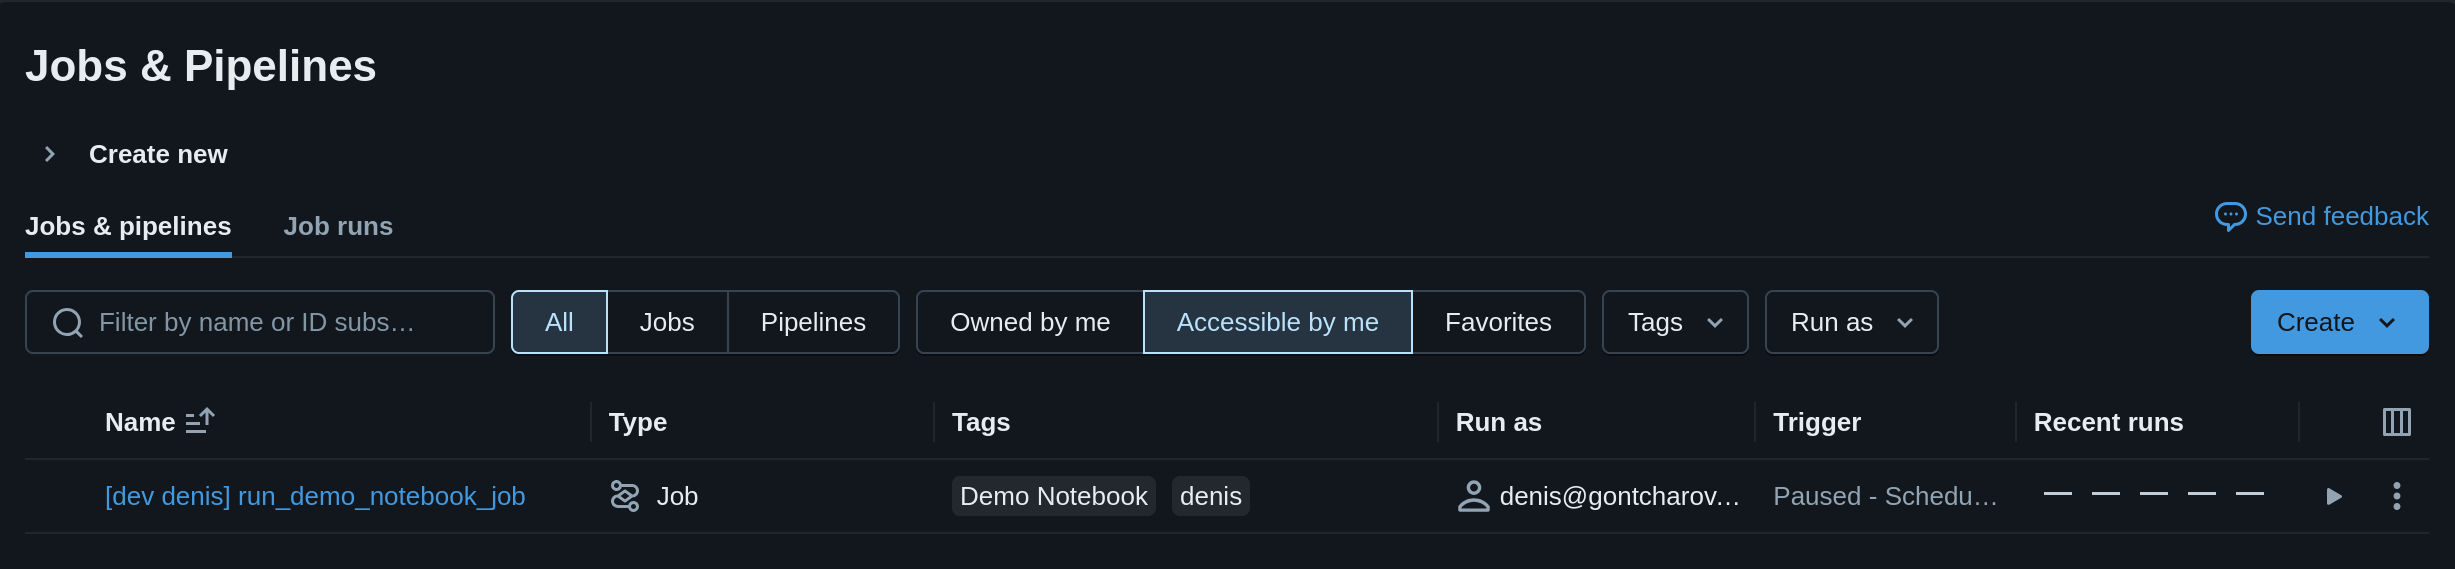 Jobs & Pipelines
Create new
Jobs & pipelines Job runs Send feedback
Filter by name or ID subs… All Jobs Pipelines Owned by me Accessible by me Favorites Tags Run as Create
Name Type Tags Run as Trigger Recent runs
[dev denis] run_demo_notebook_job Job Demo Notebook denis denis@gontcharov… Paused - Schedu…